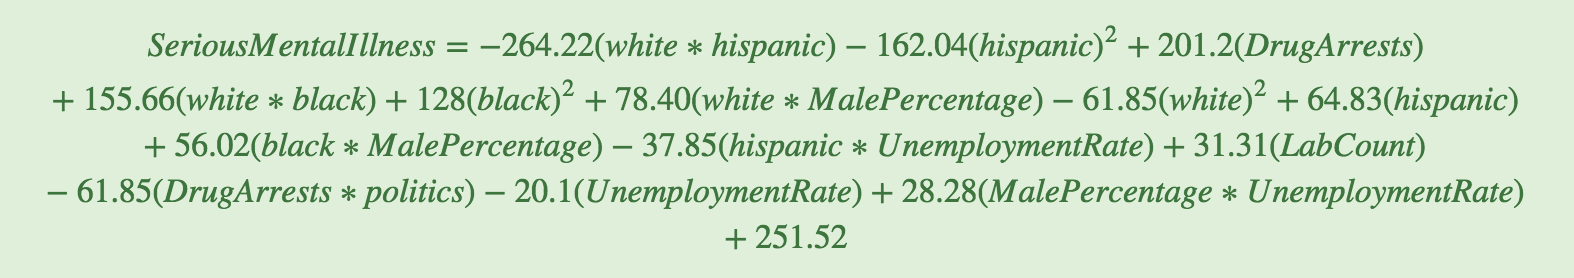 SeriousMentalIllness = −264.22(white ∗ hispanic) − 162.04(hispanic)² + 201.2(DrugArrests)
+ 155.66(white ∗ black) + 128(black)² + 78.40(white ∗ MalePercentage) − 61.85(white)² + 64.83(hispanic)
+ 56.02(black ∗ MalePercentage) − 37.85(hispanic ∗ UnemploymentRate) + 31.31(LabCount)
− 61.85(DrugArrests ∗ politics) − 20.1(UnemploymentRate) + 28.28(MalePercentage ∗ UnemploymentRate)
+ 251.52